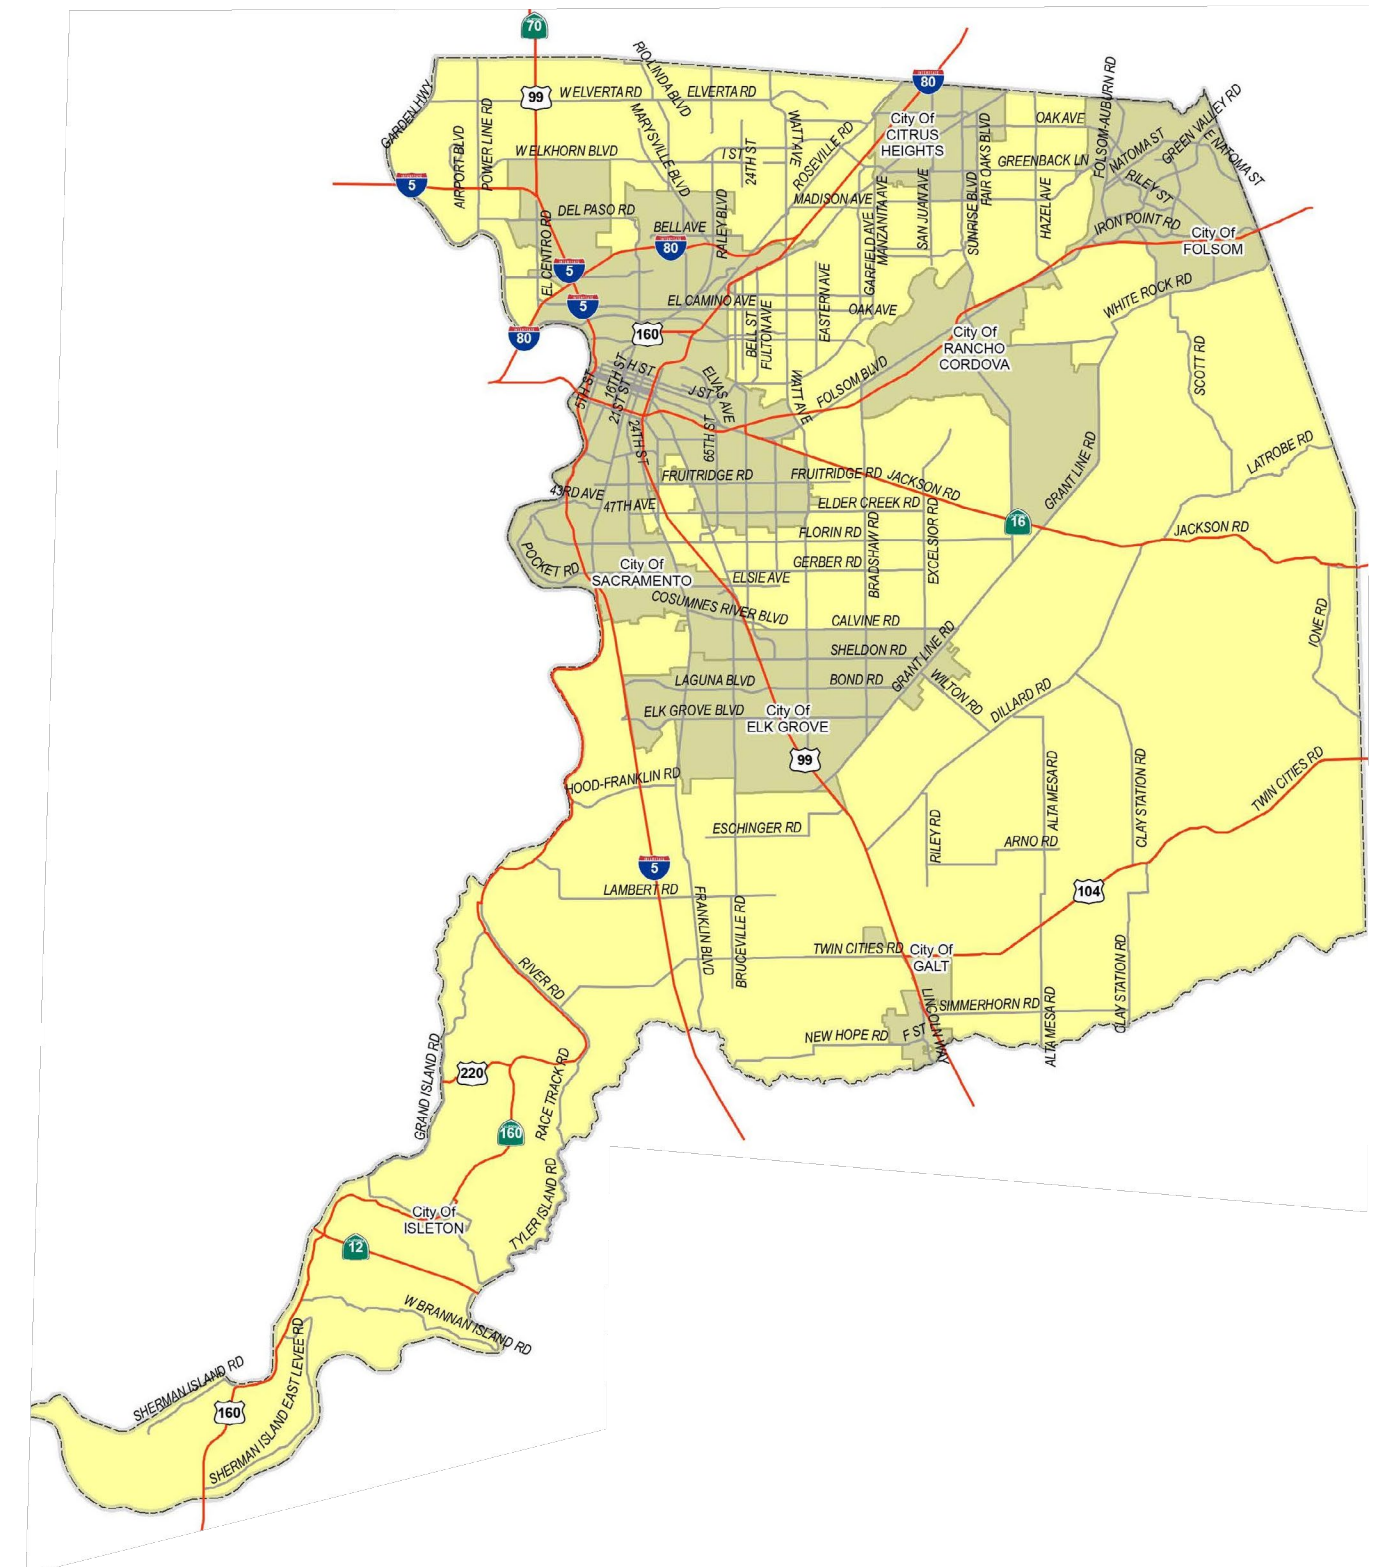 70
80
99
W ELVERTA RD
RIO LINDA BLVD
ELVERTA RD
GARDEN HWY
POWER LINE RD
AIRPORT BLVD
MARYSVILLE BLVD
WATT AVE
ROSEVILLE RD
City Of
CITRUS
HEIGHTS
FAIR OAKS BLVD
OAK AVE
FOLSOM-AUBURN RD
NATOMA ST
GREEN VALLEY RD
E NATOMA ST
W ELKHORN BLVD
I ST
24TH ST
GREENBACK LN
RILEY ST
5
DEL PASO RD
RALEY BLVD
MADISON AVE
MANZANITA AVE
GARFIELD AVE
SAN JUAN AVE
SUNRISE BLVD
HAZEL AVE
IRON POINT RD
City Of
FOLSOM
BELL AVE
80
EL CENTRO RD
5
5
EL CAMINO AVE
EASTERN AVE
OAK AVE
WHITE ROCK RD
80
160
BELL ST
FULTON AVE
City Of
RANCHO
CORDOVA
SCOTT RD
H ST
16TH ST
5TH ST
21ST ST
J ST
ELVAS AVE
WATT AVE
FOLSOM BLVD
24TH ST
65TH ST
GRANT LINE RD
LATROBE RD
FRUITRIDGE RD
FRUITRIDGE RD
JACKSON RD
43RD AVE
47TH AVE
ELDER CREEK RD
16
JACKSON RD
FLORIN RD
BRADSHAW RD
EXCELSIOR RD
POCKET RD
City Of
SACRAMENTO
GERBER RD
ELSIE AVE
COSUMNES RIVER BLVD
CALVINE RD
IONE RD
SHELDON RD
GRANT LINE RD
LAGUNA BLVD
BOND RD
WILTON RD
DILLARD RD
ELK GROVE BLVD
City Of
ELK GROVE
99
HOOD-FRANKLIN RD
ALTA MESA RD
CLAY STATION RD
TWIN CITIES RD
ESCHINGER RD
RILEY RD
ARNO RD
5
LAMBERT RD
104
FRANKLIN BLVD
BRUCEVILLE RD
TWIN CITIES RD
City Of
GALT
RIVER RD
CLAY STATION RD
LINCOLN WAY
SIMMERHORN RD
ALTA MESA RD
NEW HOPE RD
F ST
GRAND ISLAND RD
220
RACE TRACK RD
160
TYLER ISLAND RD
City Of
ISLETON
12
W BRANNAN ISLAND RD
SHERMAN ISLAND RD
160
SHERMAN ISLAND EAST LEVEE RD